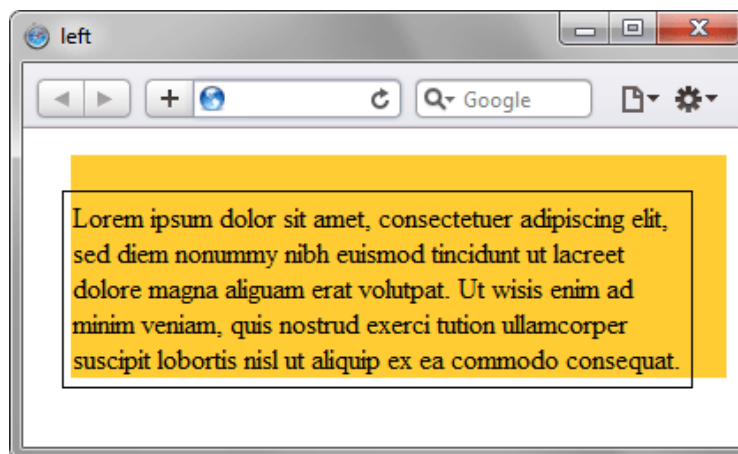 left
Google
Lorem ipsum dolor sit amet, consectetuer adipiscing elit,
sed diem nonummy nibh euismod tincidunt ut lacreet
dolore magna aliguam erat volutpat. Ut wisis enim ad
minim veniam, quis nostrud exerci tution ullamcorper
suscipit lobortis nisl ut aliquip ex ea commodo consequat.